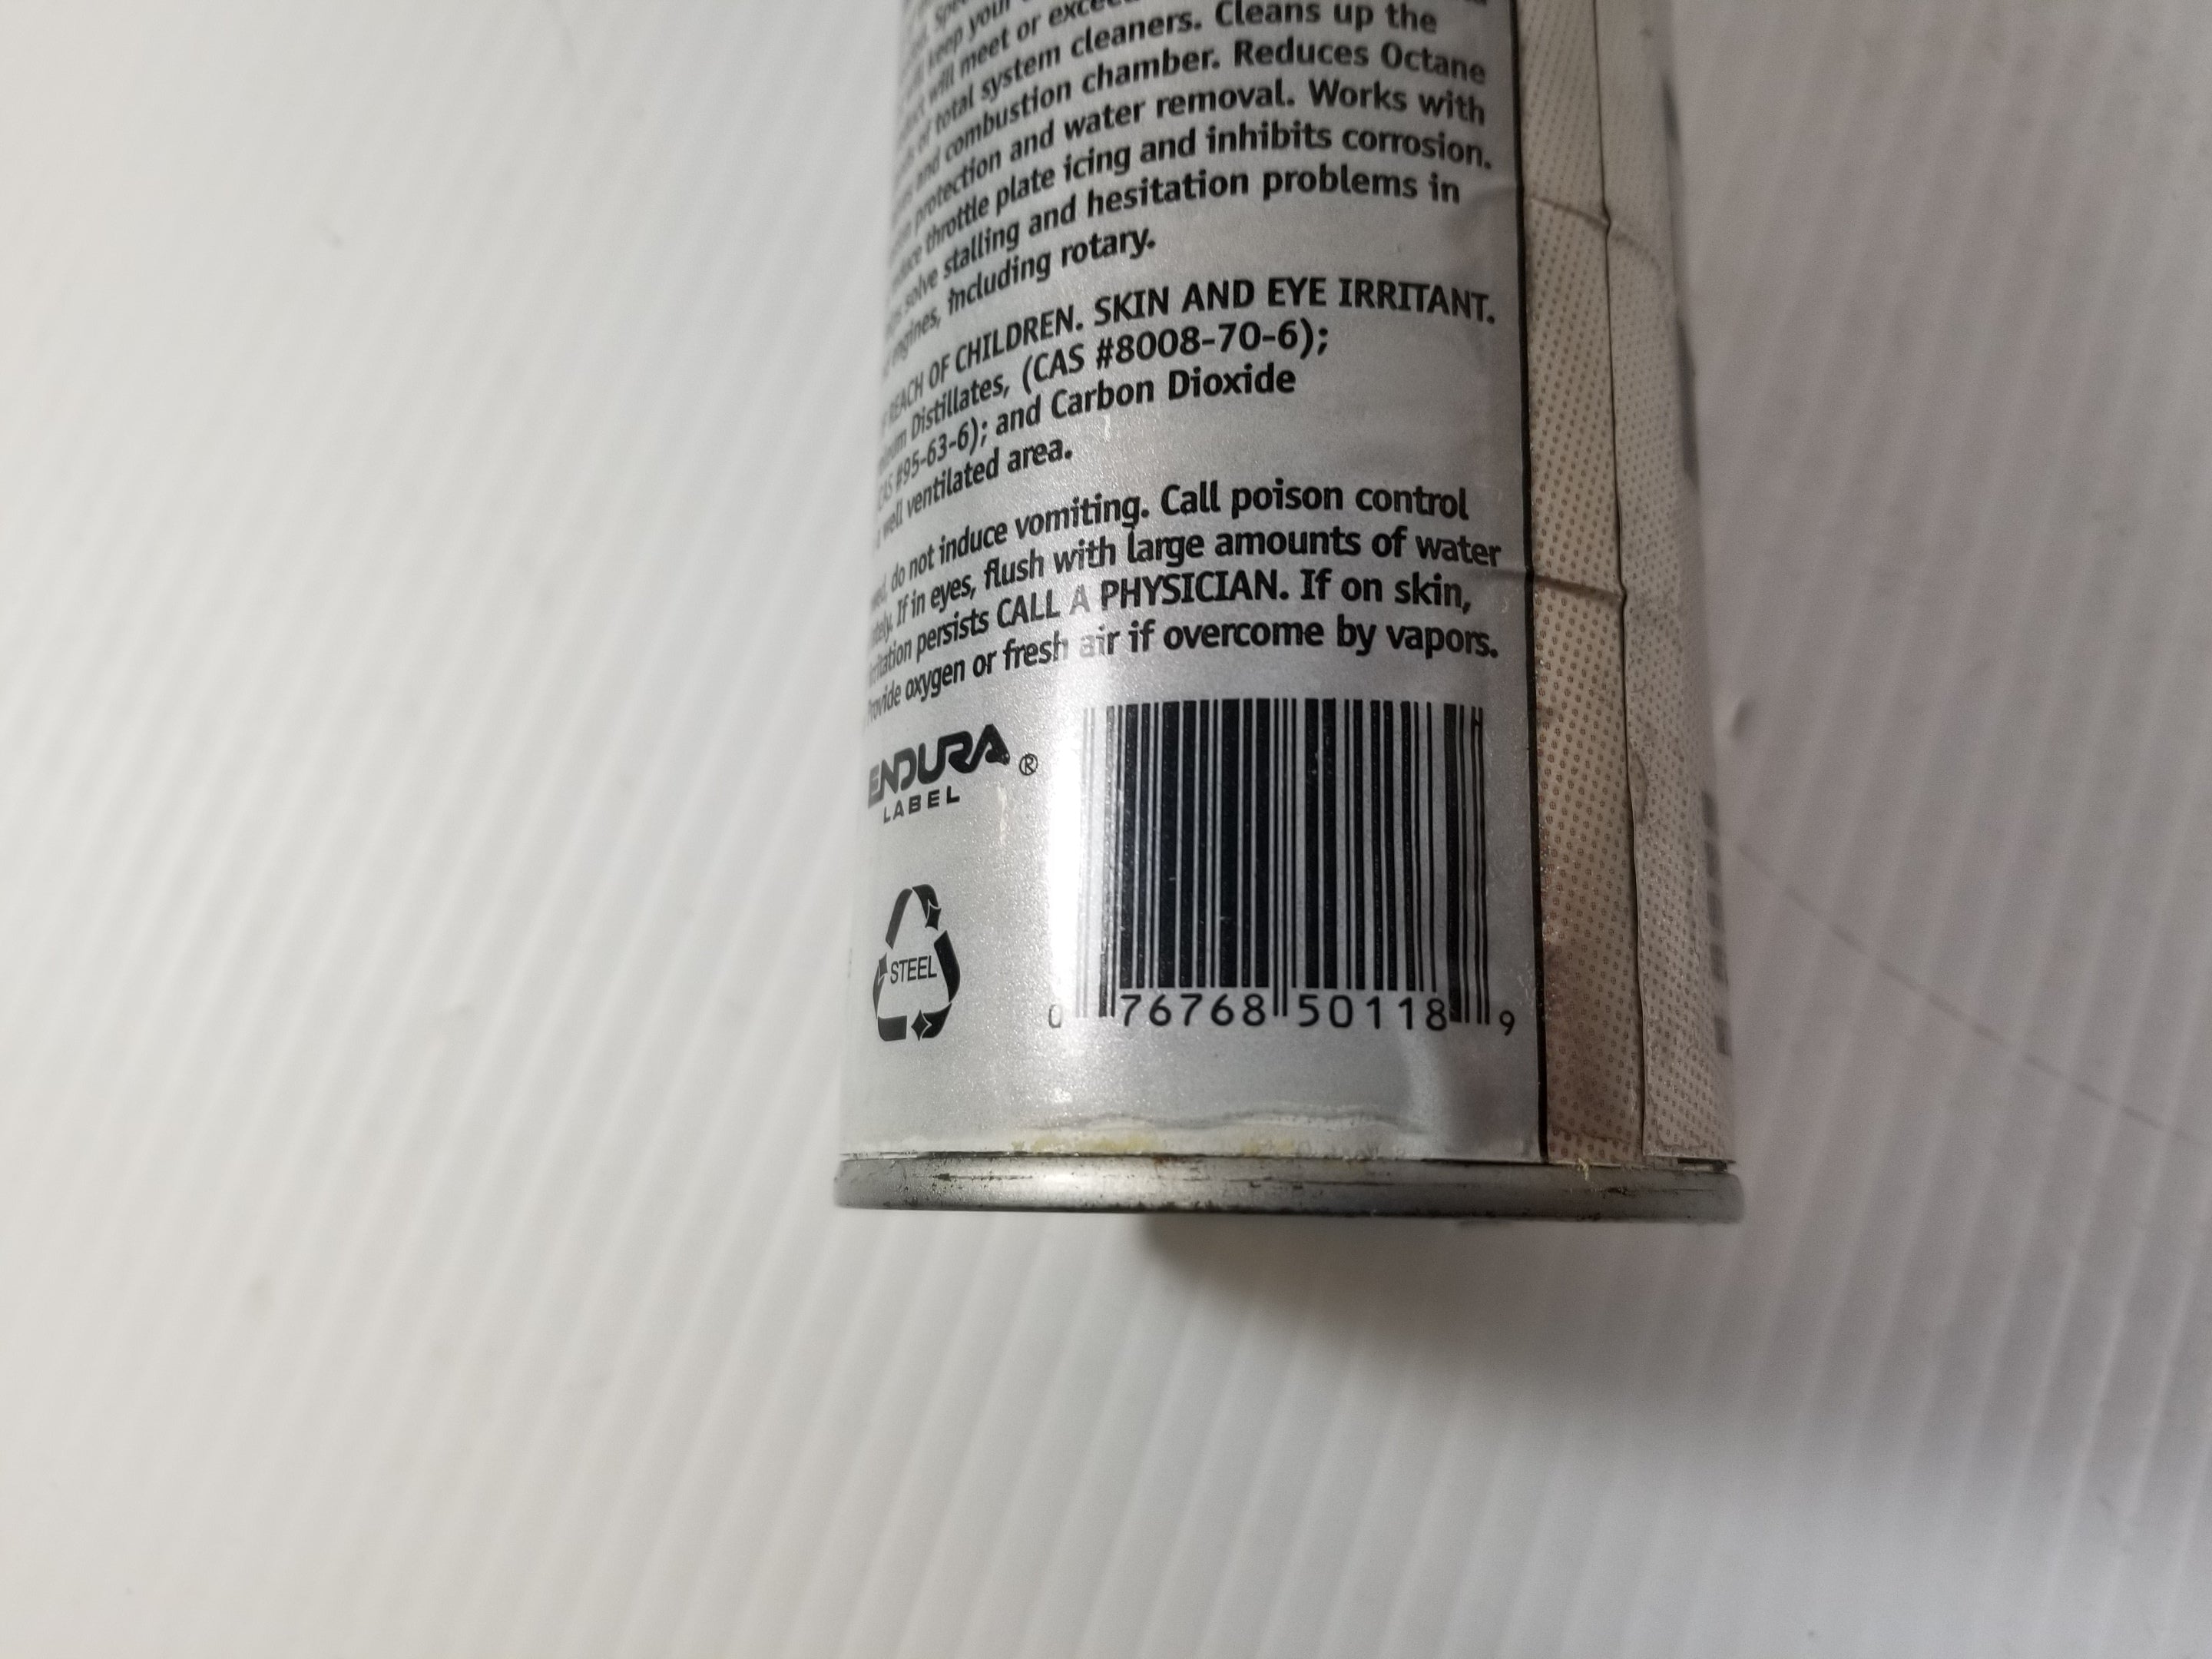 keep your
will meet or excee
of total system cleaners. Cleans up the
and combustion chamber. Reduces Octane
protection and water removal. Works with
throttle plate icing and inhibits corrosion.
solve stalling and hesitation problems in
engines, including rotary.
REACH OF CHILDREN. SKIN AND EYE IRRITANT.
Distillates, (CAS #8008-70-6);
CAS #95-63-6); and Carbon Dioxide
well ventilated area.
do not induce vomiting. Call poison control
If in eyes, flush with large amounts of water
irritation persists CALL A PHYSICIAN. If on skin,
Provide oxygen or fresh air if overcome by vapors.
ENDURA®
LABEL
STEEL
0 76768 50118 9